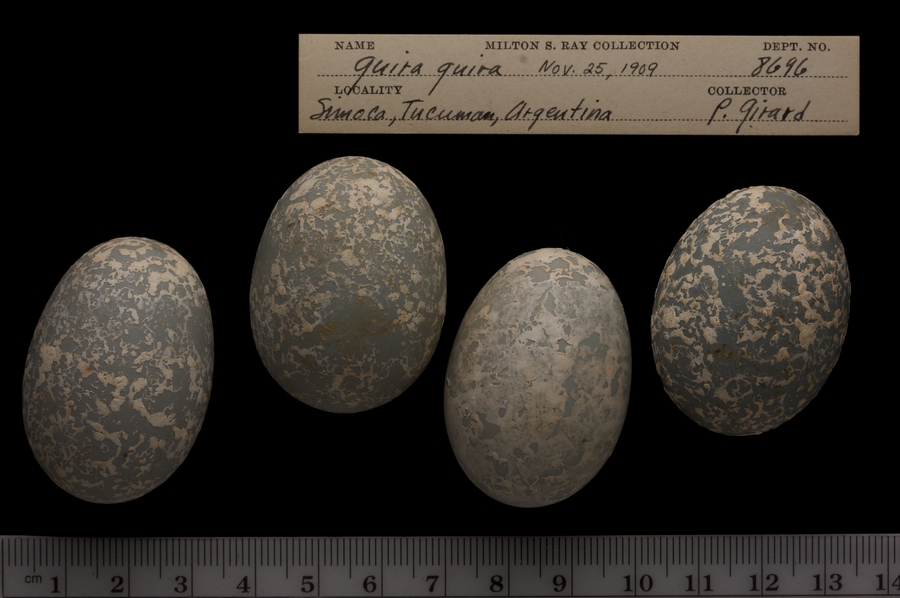 NAME MILTON S. RAY COLLECTION DEPT. NO.
guira guira Nov. 25, 1909 8696
LOCALITY COLLECTOR
Simoca, Tucuman, Argentina P. Girard
cm 1 2 3 4 5 6 7 8 9 10 11 12 13 14